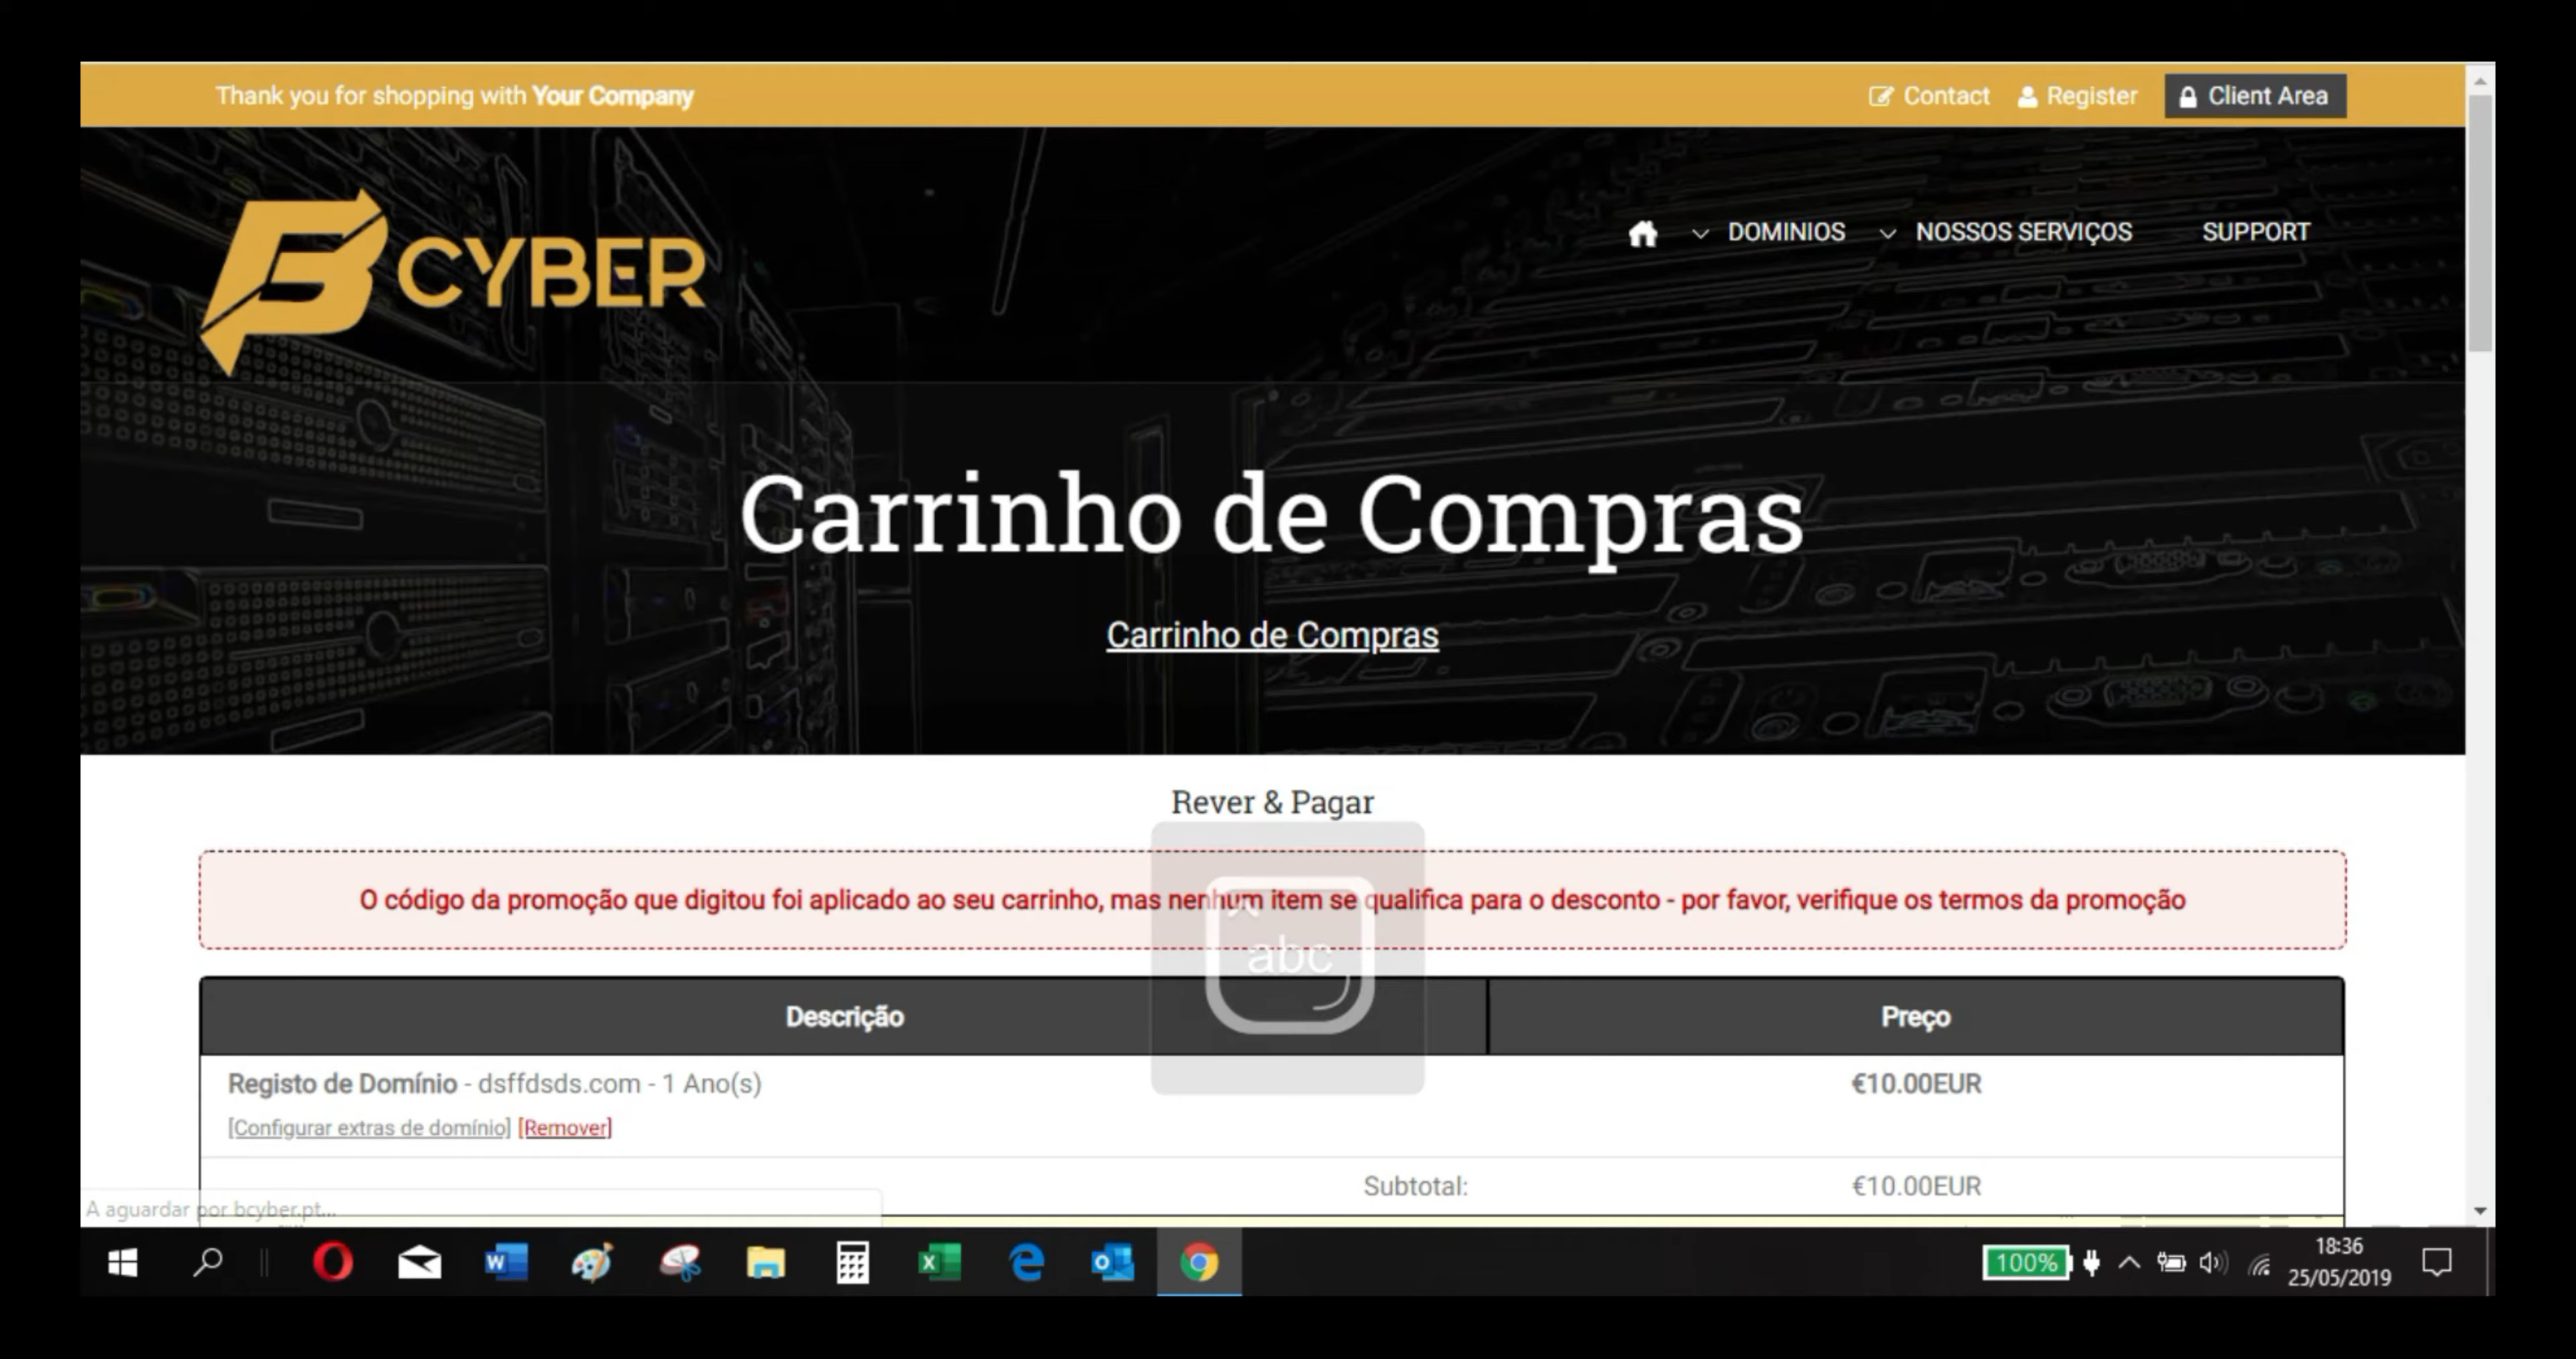 Thank you for shopping with Your Company
Contact Register Client Area
B CYBER
DOMINIOS NOSSOS SERVIÇOS SUPPORT
Carrinho de Compras
Carrinho de Compras
Rever & Pagar
O código da promoção que digitou foi aplicado ao seu carrinho, mas nenhum item se qualifica para o desconto - por favor, verifique os termos da promoção
abc
Descrição Preço
Registo de Domínio - dsffdsds.com - 1 Ano(s) €10.00EUR
[Configurar extras de domínio] [Remover]
Subtotal: €10.00EUR
A aguardar por bcyber.pt...
100%
18:36
25/05/2019